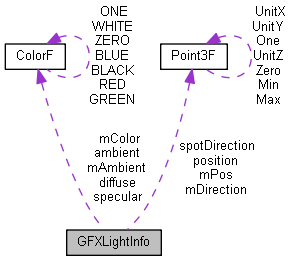 ONE
WHITE
ZERO
BLUE
BLACK
RED
GREEN
UnitX
UnitY
One
UnitZ
Zero
Min
Max
ColorF
Point3F
mColor
ambient
mAmbient
diffuse
specular
spotDirection
position
mPos
mDirection
GFXLightInfo